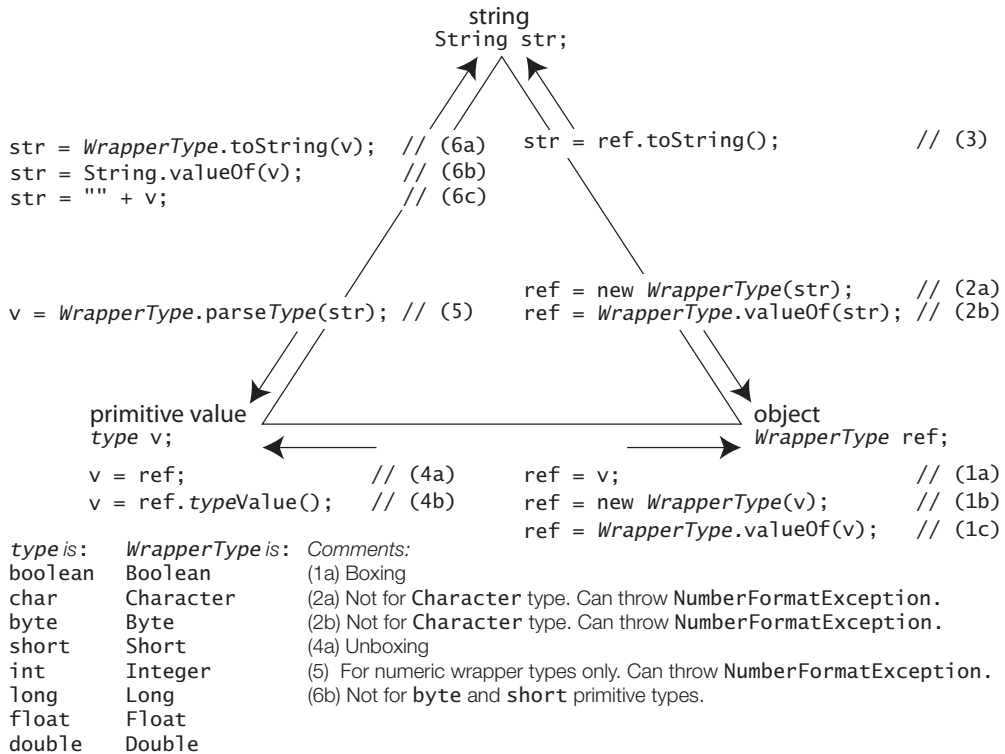 string
String str;
str = WrapperType.toString(v); // (6a)
str = String.valueOf(v); // (6b)
str = "" + v; // (6c)
str = ref.toString(); // (3)
v = WrapperType.parseType(str); // (5)
ref = new WrapperType(str); // (2a)
ref = WrapperType.valueOf(str); // (2b)
primitive value
type v;
object
WrapperType ref;
v = ref; // (4a)
v = ref.typeValue(); // (4b)
ref = v; // (1a)
ref = new WrapperType(v); // (1b)
ref = WrapperType.valueOf(v); // (1c)
type is: WrapperType is: Comments:
boolean Boolean (1a) Boxing
char Character (2a) Not for Character type. Can throw NumberFormatException.
byte Byte (2b) Not for Character type. Can throw NumberFormatException.
short Short (4a) Unboxing
int Integer (5) For numeric wrapper types only. Can throw NumberFormatException.
long Long (6b) Not for byte and short primitive types.
float Float
double Double